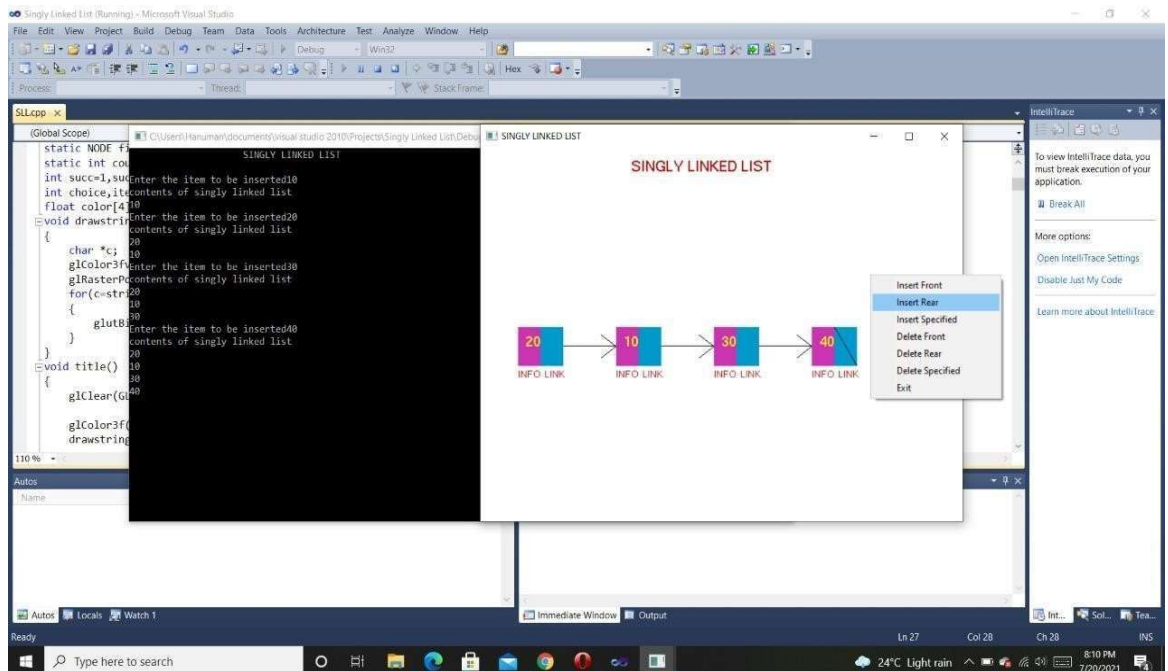 Singly Linked List (Running) - Microsoft Visual Studio
File Edit View Project Build Debug Team Data Tools Architecture Test Analyze Window Help
Debug Win32
Hex
Process: Thread: Stack Frame:
SLL.cpp
(Global Scope)
static NODE fi
static int cou
int succ=1,suc
int choice,ite
float color[4]
void drawstrin
{
char *c;
glColor3fv
glRasterPo
for(c=stri
{
glutBi
}
}
void title()
{
glClear(GL
glColor3f(
drawstring
110 %
C:\Users\Hanuman\documents\visual studio 2010\Projects\Singly Linked List\Debu
SINGLY LINKED LIST
Enter the item to be inserted10
contents of singly linked list
10
Enter the item to be inserted20
contents of singly linked list
20
10
Enter the item to be inserted30
contents of singly linked list
20
10
30
Enter the item to be inserted40
contents of singly linked list
20
10
30
40
SINGLY LINKED LIST
SINGLY LINKED LIST
20 10 30 40
INFO LINK INFO LINK INFO LINK INFO LINK
Insert Front
Insert Rear
Insert Specified
Delete Front
Delete Rear
Delete Specified
Exit
IntelliTrace
To view IntelliTrace data, you
must break execution of your
application.
Break All
More options:
Open IntelliTrace Settings
Disable Just My Code
Learn more about IntelliTrace
Autos
Name
Autos Locals Watch 1
Immediate Window Output
Int... Sol... Tea...
Ready Ln 27 Col 28 Ch 28 INS
Type here to search
24°C Light rain
8:10 PM
7/20/2021